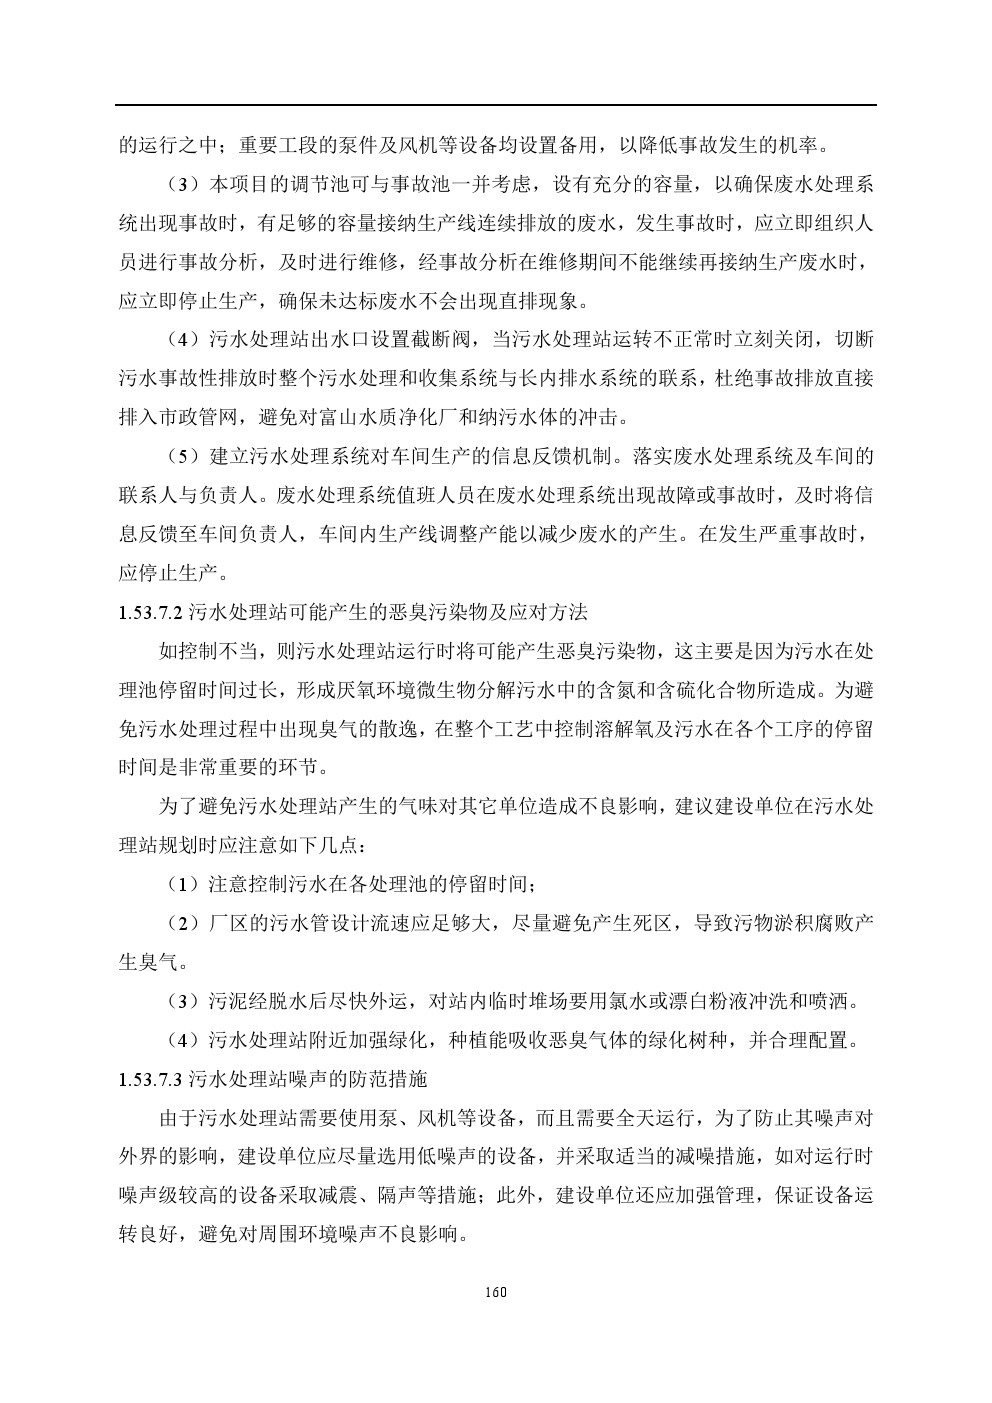 的运行之中；重要工段的泵件及风机等设备均设置备用，以降低事故发生的机率。
（3）本项目的调节池可与事故池一并考虑，设有充分的容量，以确保废水处理系
统出现事故时，有足够的容量接纳生产线连续排放的废水，发生事故时，应立即组织人
员进行事故分析，及时进行维修，经事故分析在维修期间不能继续再接纳生产废水时，
应立即停止生产，确保未达标废水不会出现直排现象。
（4）污水处理站出水口设置截断阀，当污水处理站运转不正常时立刻关闭，切断
污水事故性排放时整个污水处理和收集系统与长内排水系统的联系，杜绝事故排放直接
排入市政管网，避免对富山水质净化厂和纳污水体的冲击。
（5）建立污水处理系统对车间生产的信息反馈机制。落实废水处理系统及车间的
联系人与负责人。废水处理系统值班人员在废水处理系统出现故障或事故时，及时将信
息反馈至车间负责人，车间内生产线调整产能以减少废水的产生。在发生严重事故时，
应停止生产。
1.53.7.2 污水处理站可能产生的恶臭污染物及应对方法
如控制不当，则污水处理站运行时将可能产生恶臭污染物，这主要是因为污水在处
理池停留时间过长，形成厌氧环境微生物分解污水中的含氮和含硫化合物所造成。为避
免污水处理过程中出现臭气的散逸，在整个工艺中控制溶解氧及污水在各个工序的停留
时间是非常重要的环节。
为了避免污水处理站产生的气味对其它单位造成不良影响，建议建设单位在污水处
理站规划时应注意如下几点：
（1）注意控制污水在各处理池的停留时间；
（2）厂区的污水管设计流速应足够大，尽量避免产生死区，导致污物淤积腐败产
生臭气。
（3）污泥经脱水后尽快外运，对站内临时堆场要用氯水或漂白粉液冲洗和喷洒。
（4）污水处理站附近加强绿化，种植能吸收恶臭气体的绿化树种，并合理配置。
1.53.7.3 污水处理站噪声的防范措施
由于污水处理站需要使用泵、风机等设备，而且需要全天运行，为了防止其噪声对
外界的影响，建设单位应尽量选用低噪声的设备，并采取适当的减噪措施，如对运行时
噪声级较高的设备采取减震、隔声等措施；此外，建设单位还应加强管理，保证设备运
转良好，避免对周围环境噪声不良影响。
160